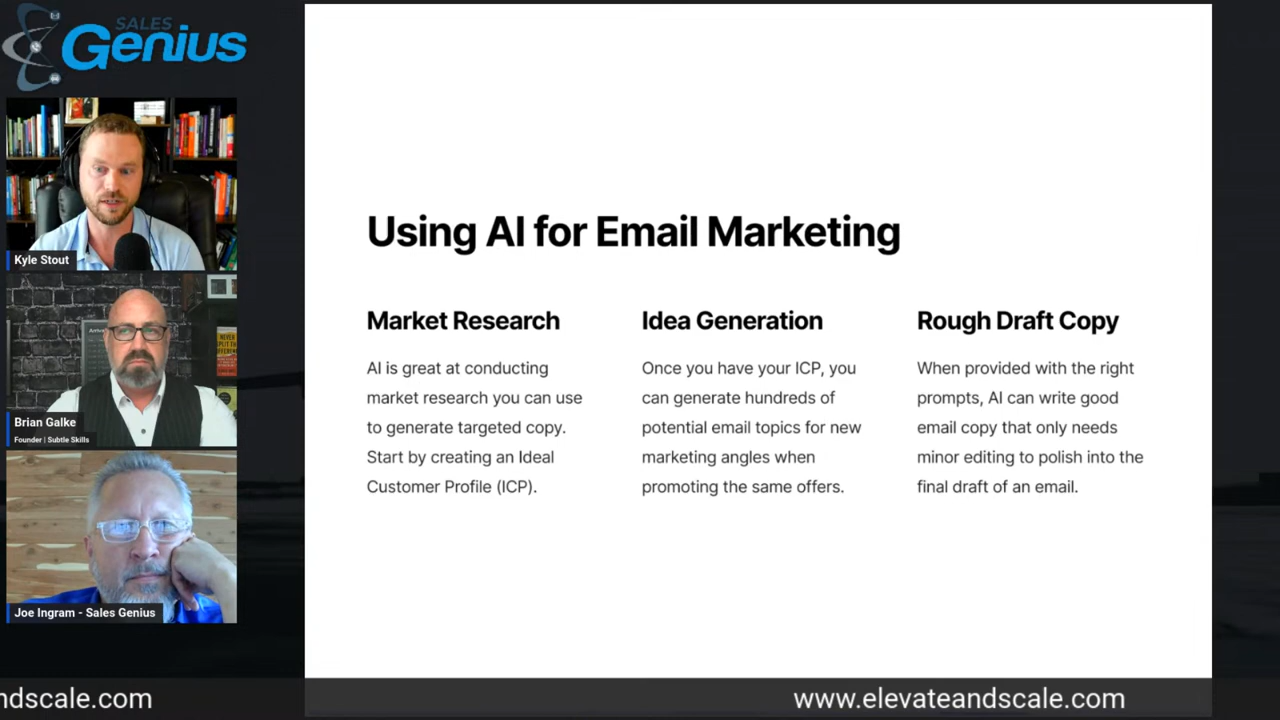 SALES
Genius
Kyle Stout
Brian Galke
Founder | Subtle Skills
Joe Ingram - Sales Genius
Using AI for Email Marketing
Market Research
AI is great at conducting
market research you can use
to generate targeted copy.
Start by creating an Ideal
Customer Profile (ICP).
Idea Generation
Once you have your ICP, you
can generate hundreds of
potential email topics for new
marketing angles when
promoting the same offers.
Rough Draft Copy
When provided with the right
prompts, AI can write good
email copy that only needs
minor editing to polish into the
final draft of an email.
ndscale.com
www.elevateandscale.com